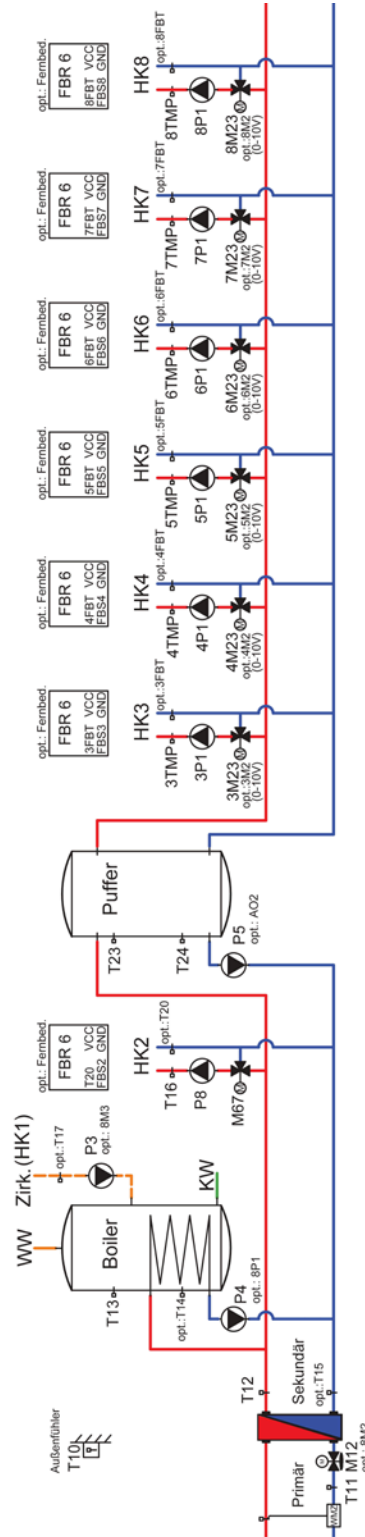 Außenfühler
T10
Primär
WMZ
T11 M12
opt.: 8M2
Sekundär
opt.:T15
T12
WW
Zirk.(HK1)
opt.:T17
P3
opt.: 8M3
Boiler
T13
opt.:T14
KW
P4
opt.: 8P1
opt.: Fernbed.
FBR 6
T20 VCC
FBS2 GND
HK2
opt.:T20
T16
P8
M67
M
Puffer
T23
T24
P5
opt.: AO2
opt.: Fernbed.
FBR 6
3FBT VCC
FBS3 GND
HK3
opt.:3FBT
3TMP
3P1
M
3M23
opt.:3M2
(0-10V)
opt.: Fernbed.
FBR 6
4FBT VCC
FBS4 GND
HK4
opt.:4FBT
4TMP
4P1
M
4M23
opt.:4M2
(0-10V)
opt.: Fernbed.
FBR 6
5FBT VCC
FBS5 GND
HK5
opt.:5FBT
5TMP
5P1
M
5M23
opt.:5M2
(0-10V)
opt.: Fernbed.
FBR 6
6FBT VCC
FBS6 GND
HK6
opt.:6FBT
6TMP
6P1
M
6M23
opt.:6M2
(0-10V)
opt.: Fernbed.
FBR 6
7FBT VCC
FBS7 GND
HK7
opt.:7FBT
7TMP
7P1
M
7M23
opt.:7M2
(0-10V)
opt.: Fernbed.
FBR 6
8FBT VCC
FBS8 GND
HK8
opt.:8FBT
8TMP
8P1
M
8M23
opt.:8M2
(0-10V)